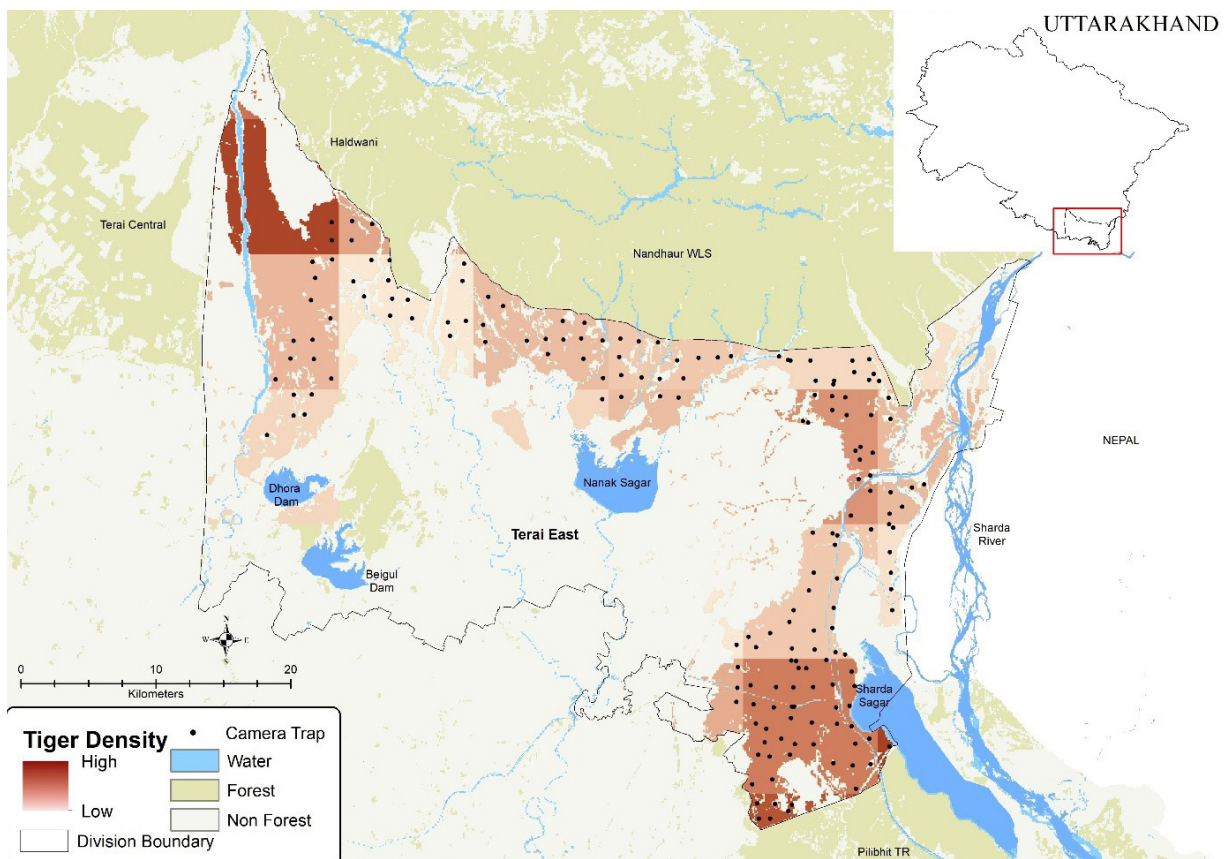 UTTARAKHAND
Haldwani
Terai Central
Nandhaur WLS
NEPAL
Nanak Sagar
Dhora
Dam
Terai East
Sharda
River
Beigul
Dam
N
W E
S
0 10 20
Kilometers
Sharda
Sagar
Tiger Density
High
Low
Division Boundary
Camera Trap
Water
Forest
Non Forest
Pilibhit TR